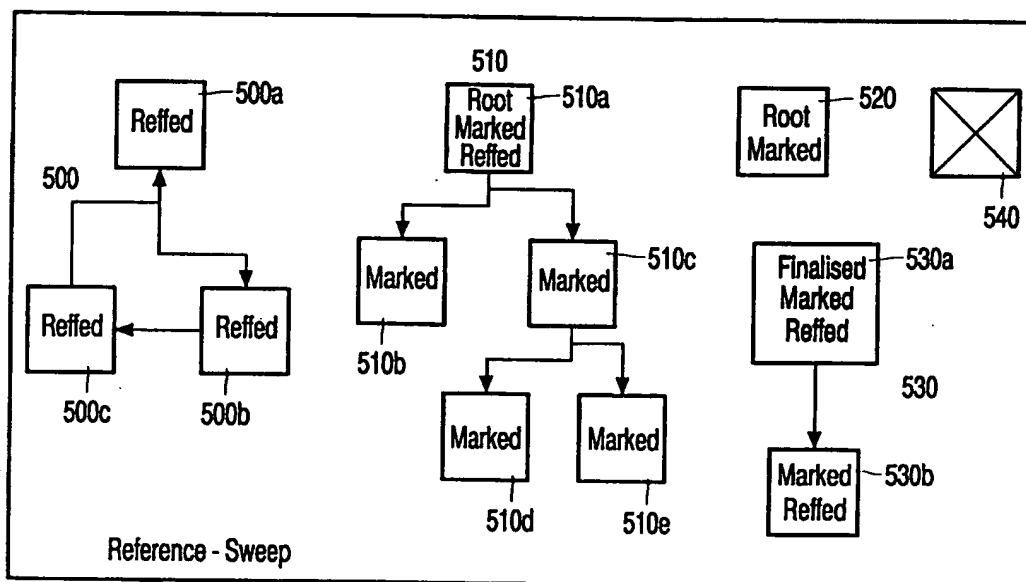 Reffed
500a
500
Reffed
500c
Reffed
500b
510
Root
Marked
Reffed
510a
Marked
510b
Marked
510c
Marked
510d
Marked
510e
Root
Marked
520
540
Finalised
Marked
Reffed
530a
530
Marked
Reffed
530b
Reference - Sweep